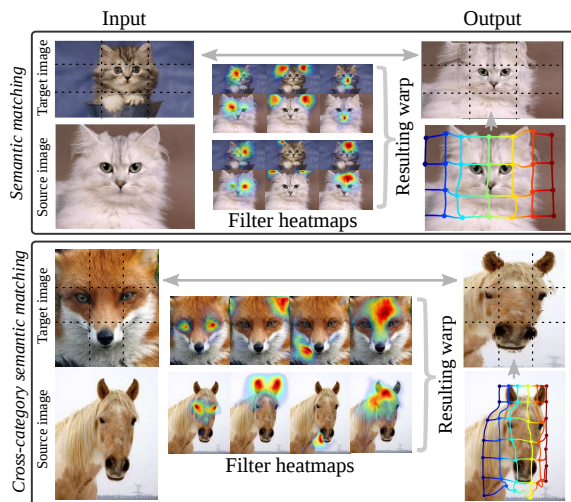 Input
Output
Semantic matching
Target image
Source image
Filter heatmaps
Resulting warp
Cross-category semantic matching
Target image
Source image
Filter heatmaps
Resulting warp